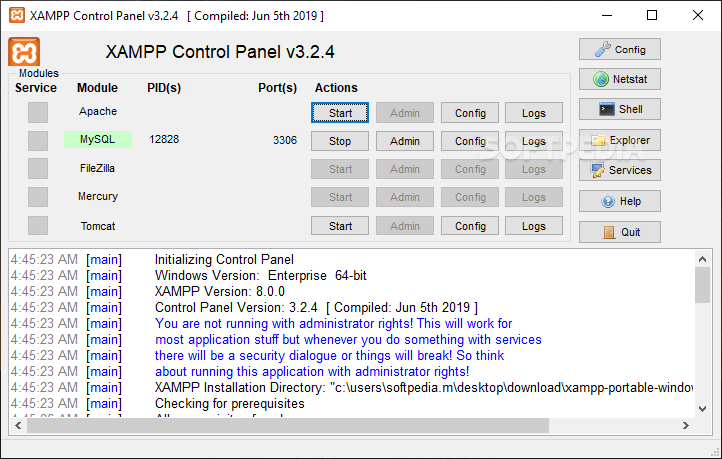 XAMPP Control Panel v3.2.4 [ Compiled: Jun 5th 2019 ]
XAMPP Control Panel v3.2.4
Config
Modules
Service Module PID(s) Port(s) Actions
Netstat
Apache Start Admin Config Logs
Shell
MySQL 12828 3306 Stop Admin Config Logs
Explorer
SOFTPEDIA
FileZilla Start Admin Config Logs
Services
Mercury Start Admin Config Logs
Help
Tomcat Start Admin Config Logs
Quit
4:45:23 AM [main] Initializing Control Panel
4:45:23 AM [main] Windows Version: Enterprise 64-bit
4:45:23 AM [main] XAMPP Version: 8.0.0
4:45:23 AM [main] Control Panel Version: 3.2.4 [ Compiled: Jun 5th 2019 ]
4:45:23 AM [main] You are not running with administrator rights! This will work for
4:45:23 AM [main] most application stuff but whenever you do something with services
4:45:23 AM [main] there will be a security dialogue or things will break! So think
4:45:23 AM [main] about running this application with administrator rights!
4:45:23 AM [main] XAMPP Installation Directory: "c:\users\softpedia.m\desktop\download\xampp-portable-window
4:45:23 AM [main] Checking for prerequisites